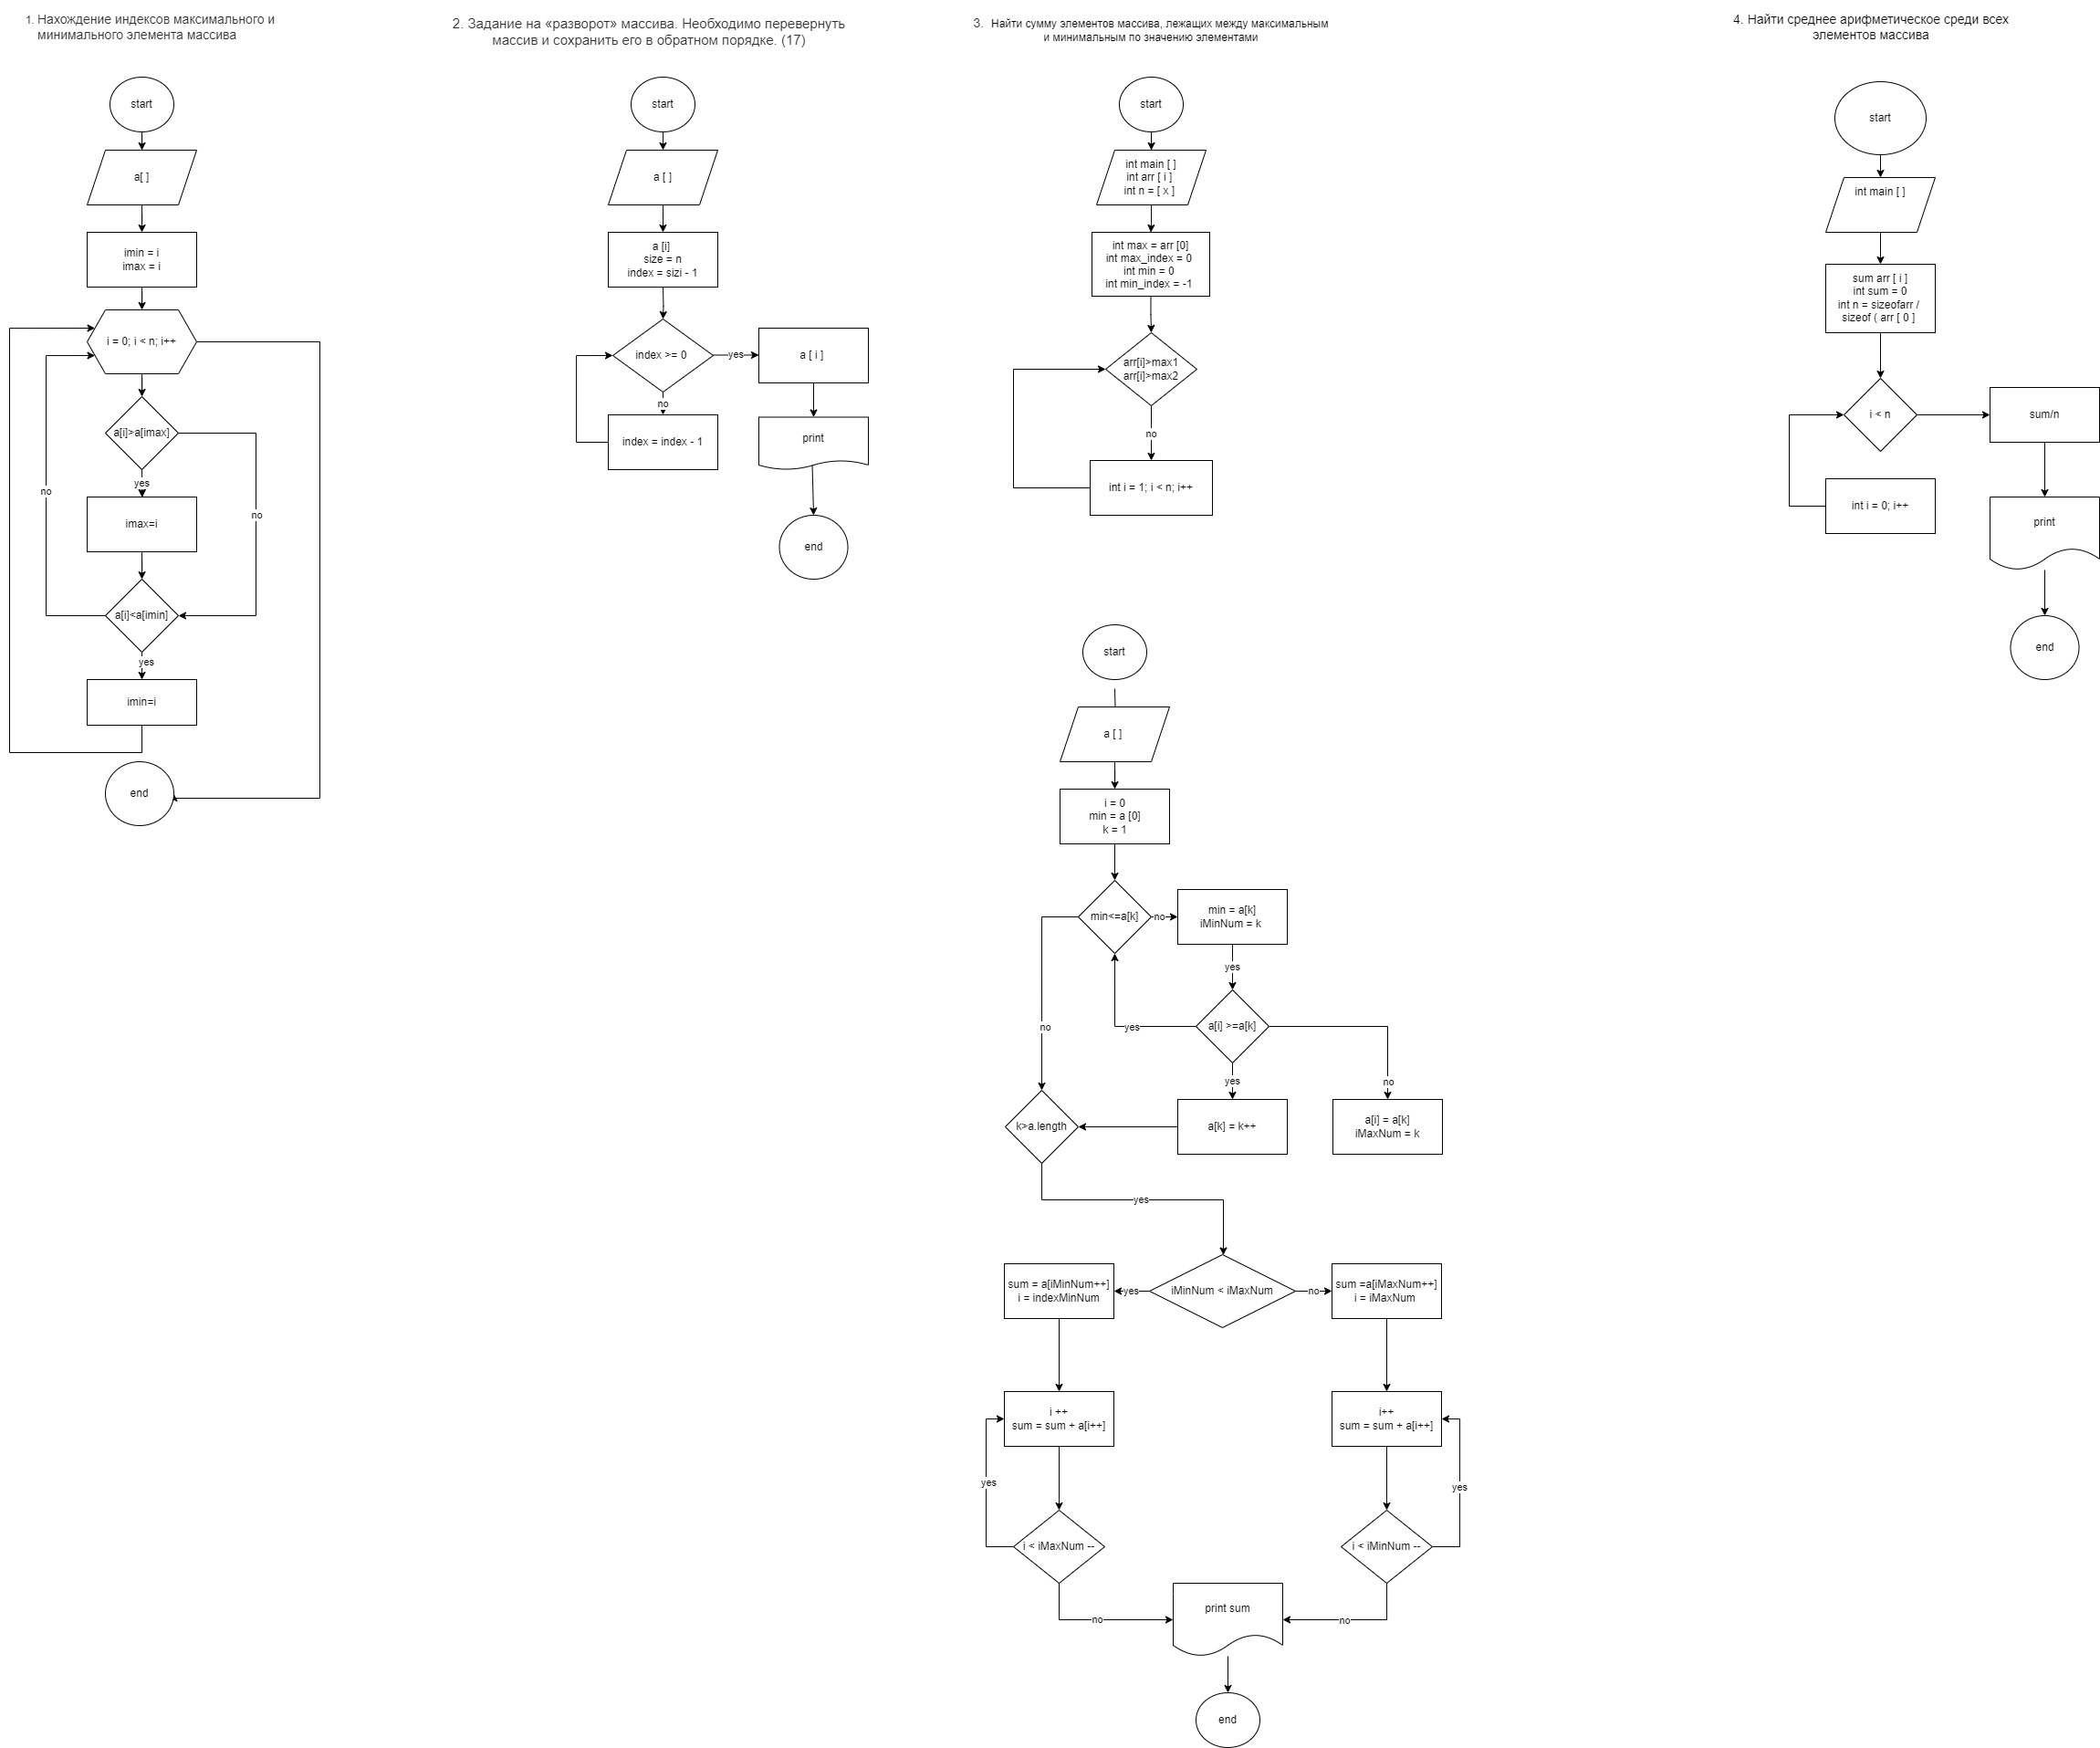 1. Нахождение индексов максимального и
минимального элемента массива
start
a[ ]
imin = i
imax = i
i = 0; i < n; i++
a[i]>a[imax]
yes
no
no
imax=i
a[i]<a[imin]
yes
imin=i
end
2. Задание на «разворот» массива. Необходимо перевернуть
массив и сохранить его в обратном порядке. (17)
start
a [ ]
a [i]
size = n
index = sizi - 1
index >= 0
yes
a [ i ]
no
index = index - 1
print
end
3. Найти сумму элементов массива, лежащих между максимальным
и минимальным по значению элементами
start
int main [ ]
int arr [ i ]
int n = [ x ]
int max = arr [0]
int max_index = 0
int min = 0
int min_index = -1
arr[i]>max1
arr[i]>max2
no
int i = 1; i < n; i++
start
a [ ]
i = 0
min = a [0]
k = 1
min<=a[k]
no
min = a[k]
iMinNum = k
yes
a[i] >=a[k]
yes
no
yes
no
k>a.length
a[k] = k++
a[i] = a[k]
iMaxNum = k
yes
iMinNum < iMaxNum
yes
no
sum = a[iMinNum++]
i = indexMinNum
sum =a[iMaxNum++]
i = iMaxNum
i ++
sum = sum + a[i++]
i++
sum = sum + a[i++]
yes
yes
i < iMaxNum --
i < iMinNum --
no
no
print sum
end
4. Найти среднее арифметическое среди всех
элементов массива
start
int main [ ]
sum arr [ i ]
int sum = 0
int n = sizeofarr /
sizeof ( arr [ 0 ]
i < n
sum/n
int i = 0; i++
print
end